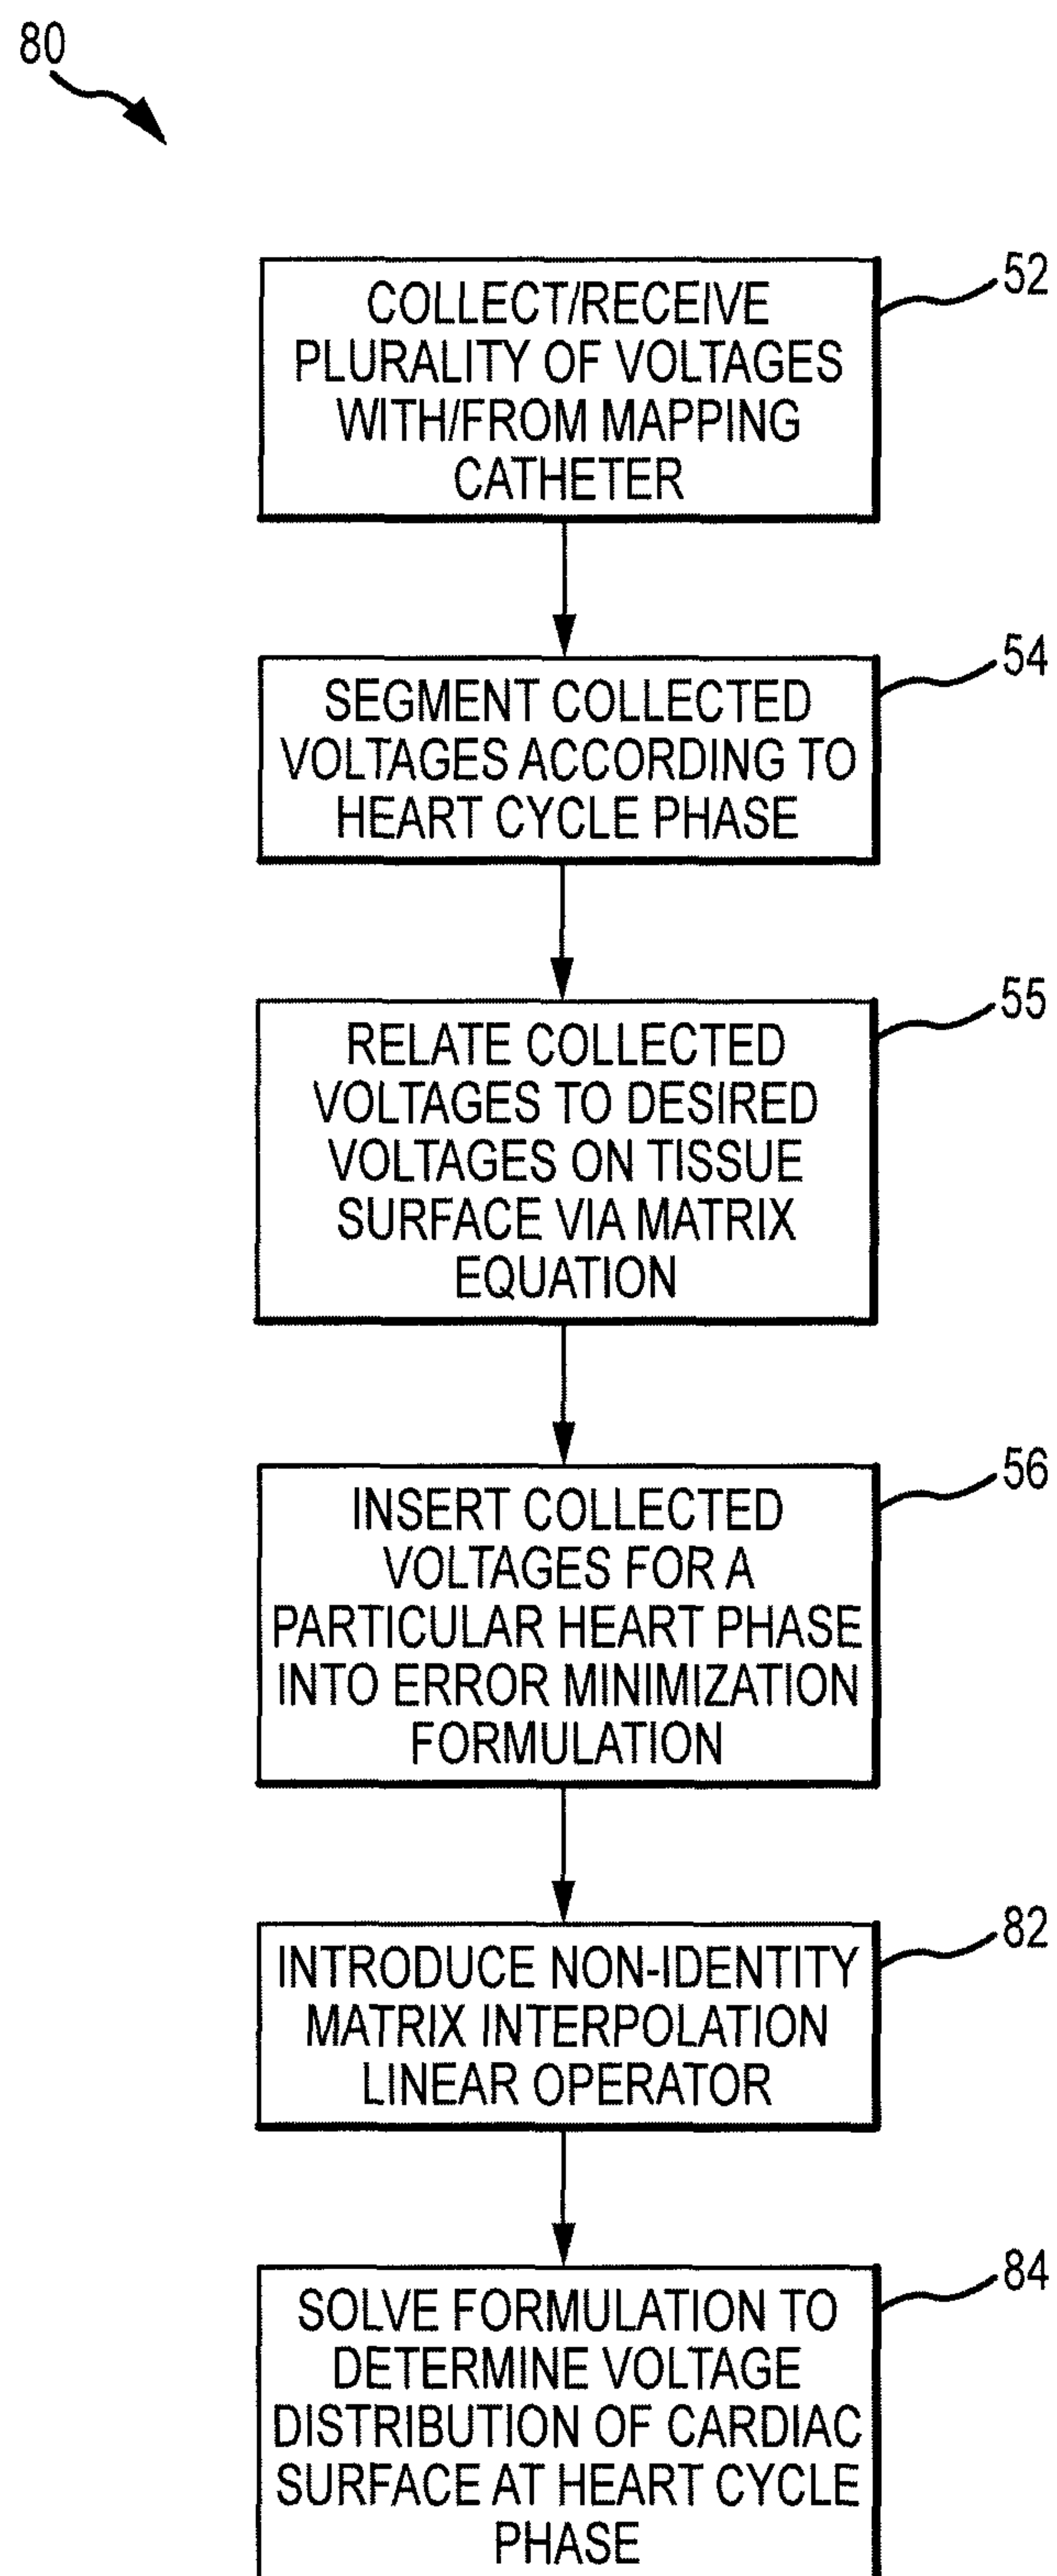 80
52
COLLECT/RECEIVE
PLURALITY OF VOLTAGES
WITH/FROM MAPPING
CATHETER
54
SEGMENT COLLECTED
VOLTAGES ACCORDING TO
HEART CYCLE PHASE
55
RELATE COLLECTED
VOLTAGES TO DESIRED
VOLTAGES ON TISSUE
SURFACE VIA MATRIX
EQUATION
56
INSERT COLLECTED
VOLTAGES FOR A
PARTICULAR HEART PHASE
INTO ERROR MINIMIZATION
FORMULATION
82
INTRODUCE NON-IDENTITY
MATRIX INTERPOLATION
LINEAR OPERATOR
84
SOLVE FORMULATION TO
DETERMINE VOLTAGE
DISTRIBUTION OF CARDIAC
SURFACE AT HEART CYCLE
PHASE